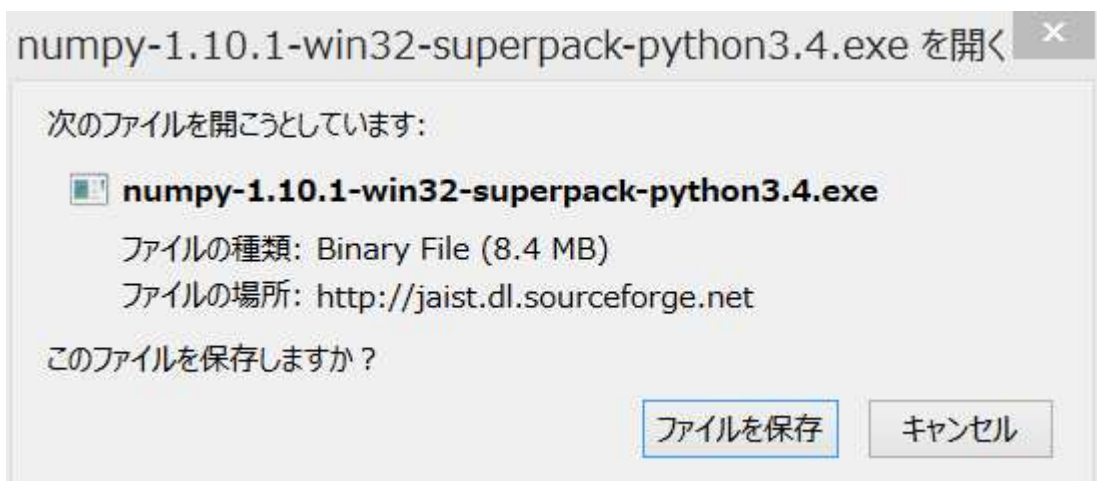 numpy-1.10.1-win32-superpack-python3.4.exe を開く
次のファイルを開こうとしています:
numpy-1.10.1-win32-superpack-python3.4.exe
ファイルの種類: Binary File (8.4 MB)
ファイルの場所: http://jaist.dl.sourceforge.net
このファイルを保存しますか?
ファイルを保存 キャンセル